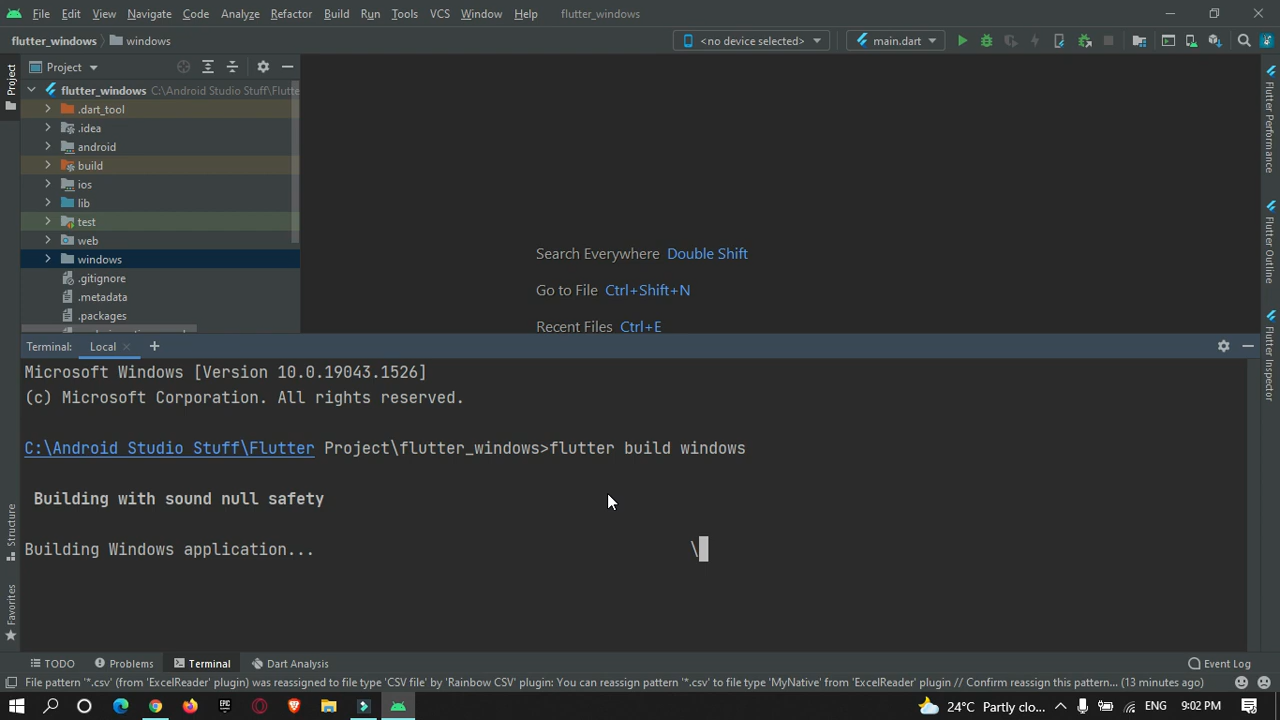 File Edit View Navigate Code Analyze Refactor Build Run Tools VCS Window Help flutter_windows
flutter_windows windows <no device selected> main.dart
Project
Project
flutter_windows C:\Android Studio Stuff\Flutte
.dart_tool
.idea
android
build
ios
lib
test
web
windows
.gitignore
.metadata
.packages
Search Everywhere Double Shift
Go to File Ctrl+Shift+N
Recent Files Ctrl+E
Flutter Performance
Flutter Outline
Flutter Inspector
Terminal: Local
Microsoft Windows [Version 10.0.19043.1526]
(c) Microsoft Corporation. All rights reserved.
C:\Android Studio Stuff\Flutter Project\flutter_windows>flutter build windows
Building with sound null safety
Building Windows application... \
Structure
Favorites
TODO Problems Terminal Dart Analysis Event Log
File pattern '*.csv' (from 'ExcelReader' plugin) was reassigned to file type 'CSV file' by 'Rainbow CSV' plugin: You can reassign pattern '*.csv' to file type 'MyNative' from 'ExcelReader' plugin // Confirm reassign this pattern... (13 minutes ago)
EPIC 24°C Partly clo... ENG 9:02 PM